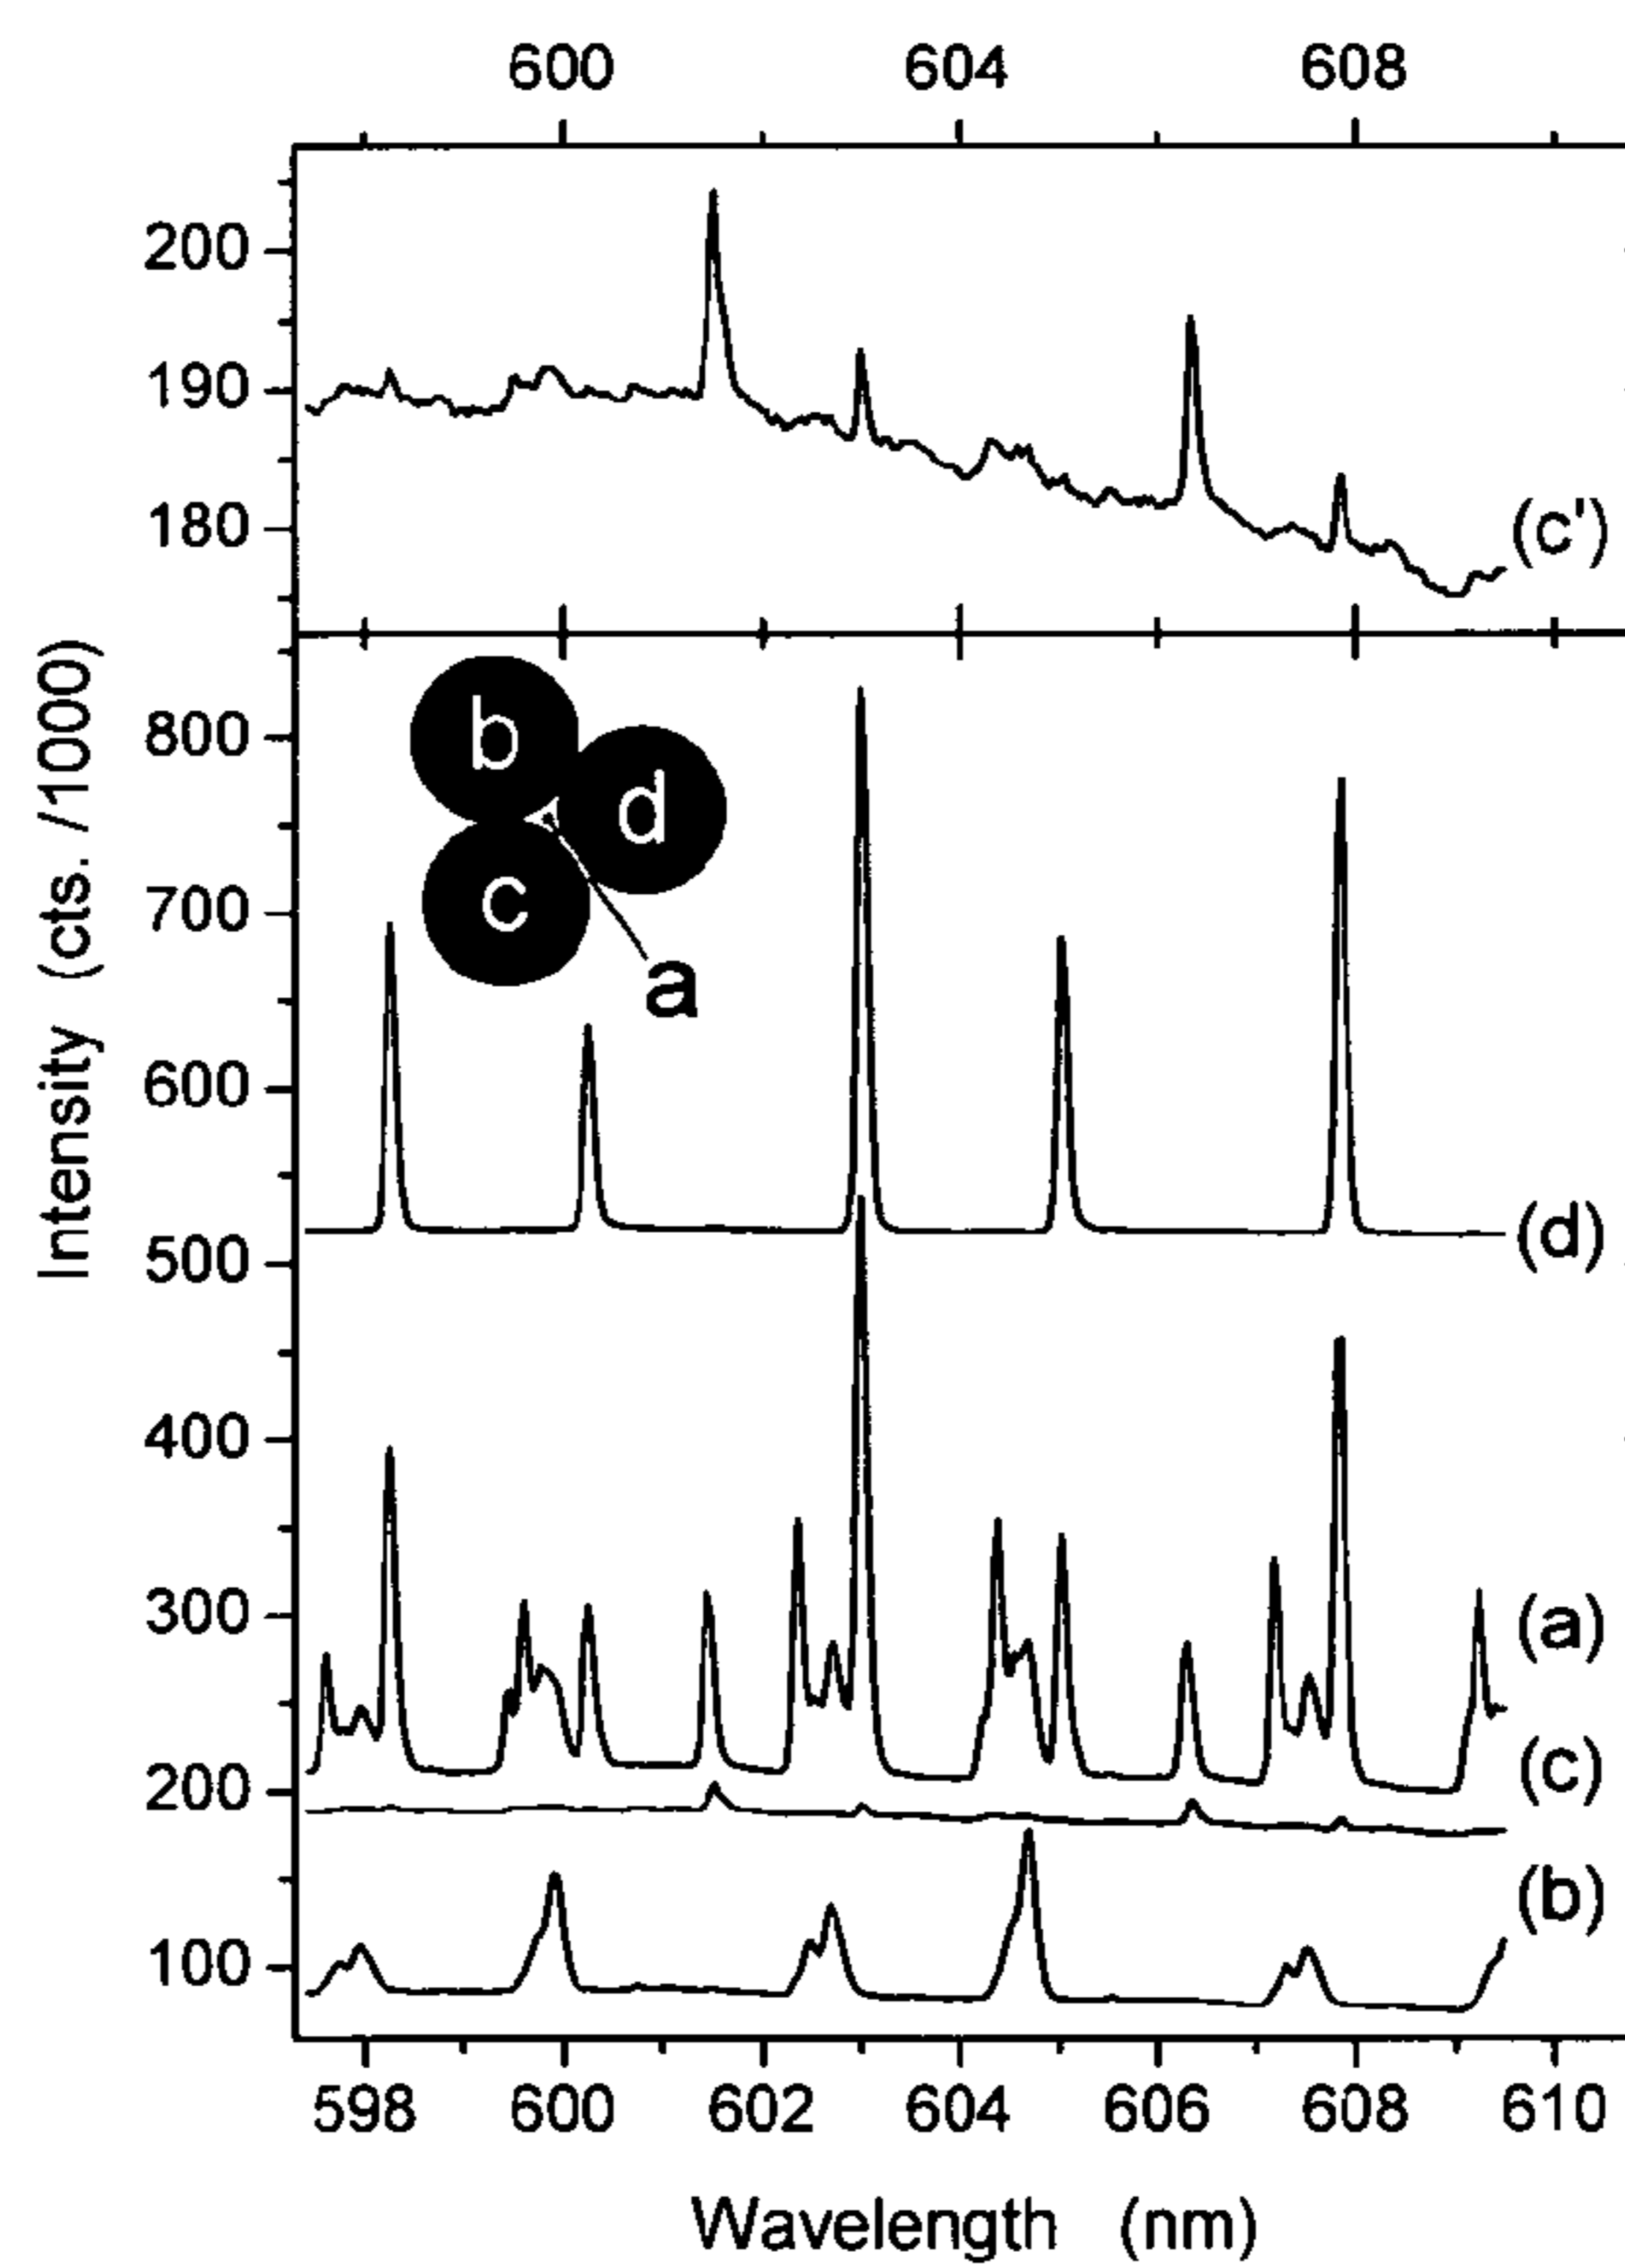 600 604 608
200
190
180
(c')
Intensity (cts. /1000)
800
700
600
500
400
300
200
100
b
d
c
a
(d)
(a)
(c)
(b)
598 600 602 604 606 608 610
Wavelength (nm)